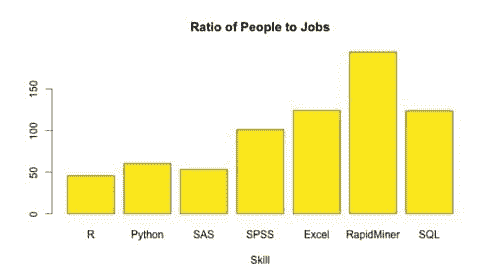 Ratio of People to Jobs
150
100
50
0
R Python SAS SPSS Excel RapidMiner SQL
Skill